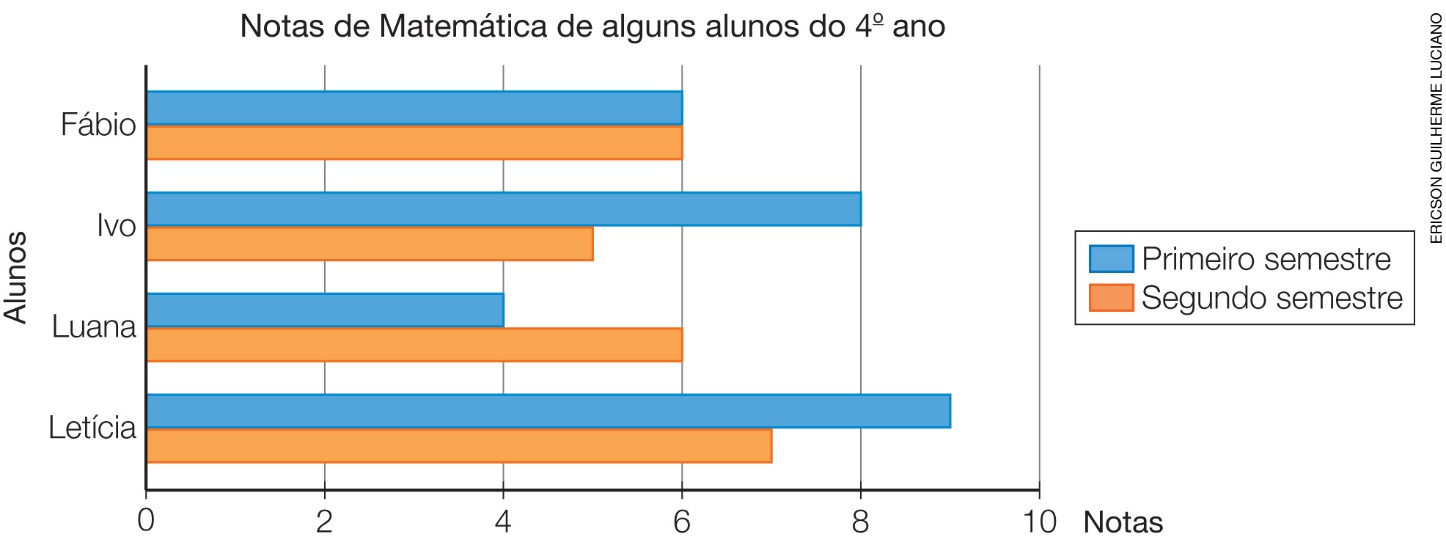 Notas de Matemática de alguns alunos do 4º ano
Fábio
Ivo
Luana
Letícia
Alunos
0 2 4 6 8 10 Notas
Primeiro semestre
Segundo semestre
ERICSON GUILHERME LUCIANO